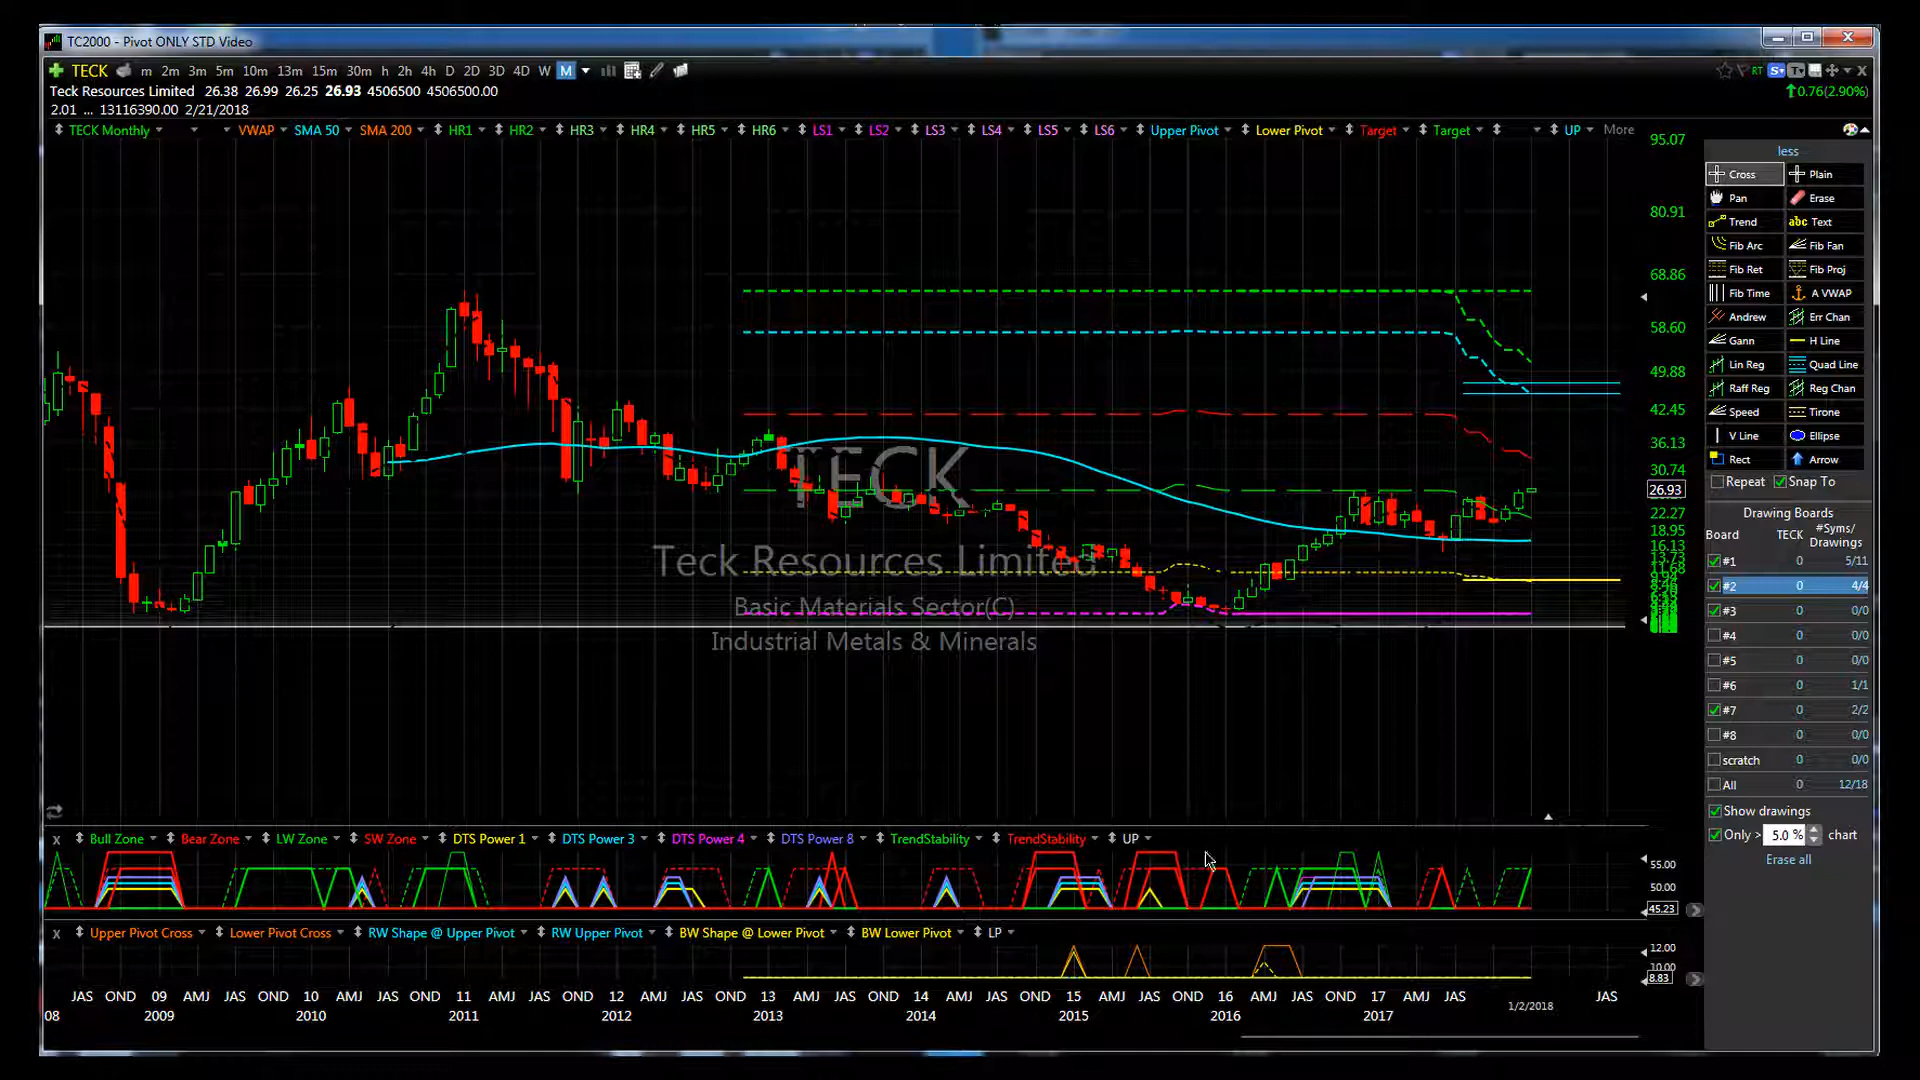 TC2000 - Pivot ONLY STD Video
TECK m 2m 3m 5m 10m 13m 15m 30m h 2h 4h D 2D 3D 4D W M
RT
Teck Resources Limited 26.38 26.99 26.25 26.93 4506500 4506500.00
0.76(2.90%)
2.01 ... 13116390.00 2/21/2018
TECK Monthly VWAP SMA 50 SMA 200 HR1 HR2 HR3 HR4 HR5 HR6 LS1 LS2 LS3 LS4 LS5 LS6 Upper Pivot Lower Pivot Target Target UP More
95.07
80.91
68.86
58.60
49.88
42.45
36.13
30.74
26.93
22.27
18.95
16.13
13.73
11.68
TECK
Teck Resources Limited
Basic Materials Sector(C)
Industrial Metals & Minerals
less
Cross Plain
Pan Erase
Trend abc Text
Fib Arc Fib Fan
Fib Ret Fib Proj
Fib Time A VWAP
Andrew Err Chan
Gann H Line
Lin Reg Quad Line
Raff Reg Reg Chan
Speed Tirone
V Line Ellipse
Rect Arrow
Repeat Snap To
Drawing Boards
Board TECK #Syms/ Drawings
#1 0 5/11
#2 0 4/4
#3 0 0/0
#4 0 0/0
#5 0 0/0
#6 0 1/1
#7 0 2/2
#8 0 0/0
scratch 0 0/0
All 0 12/18
Show drawings
Only > 5.0 % chart
Erase all
x Bull Zone Bear Zone LW Zone SW Zone DTS Power 1 DTS Power 3 DTS Power 4 DTS Power 8 TrendStability TrendStability UP
55.00
50.00
45.23
x Upper Pivot Cross Lower Pivot Cross RW Shape @ Upper Pivot RW Upper Pivot BW Shape @ Lower Pivot BW Lower Pivot LP
12.00
10.00
8.83
JAS OND 09 AMJ JAS OND 10 AMJ JAS OND 11 AMJ JAS OND 12 AMJ JAS OND 13 AMJ JAS OND 14 AMJ JAS OND 15 AMJ JAS OND 16 AMJ JAS OND 17 AMJ JAS 1/2/2018 JAS
08 2009 2010 2011 2012 2013 2014 2015 2016 2017